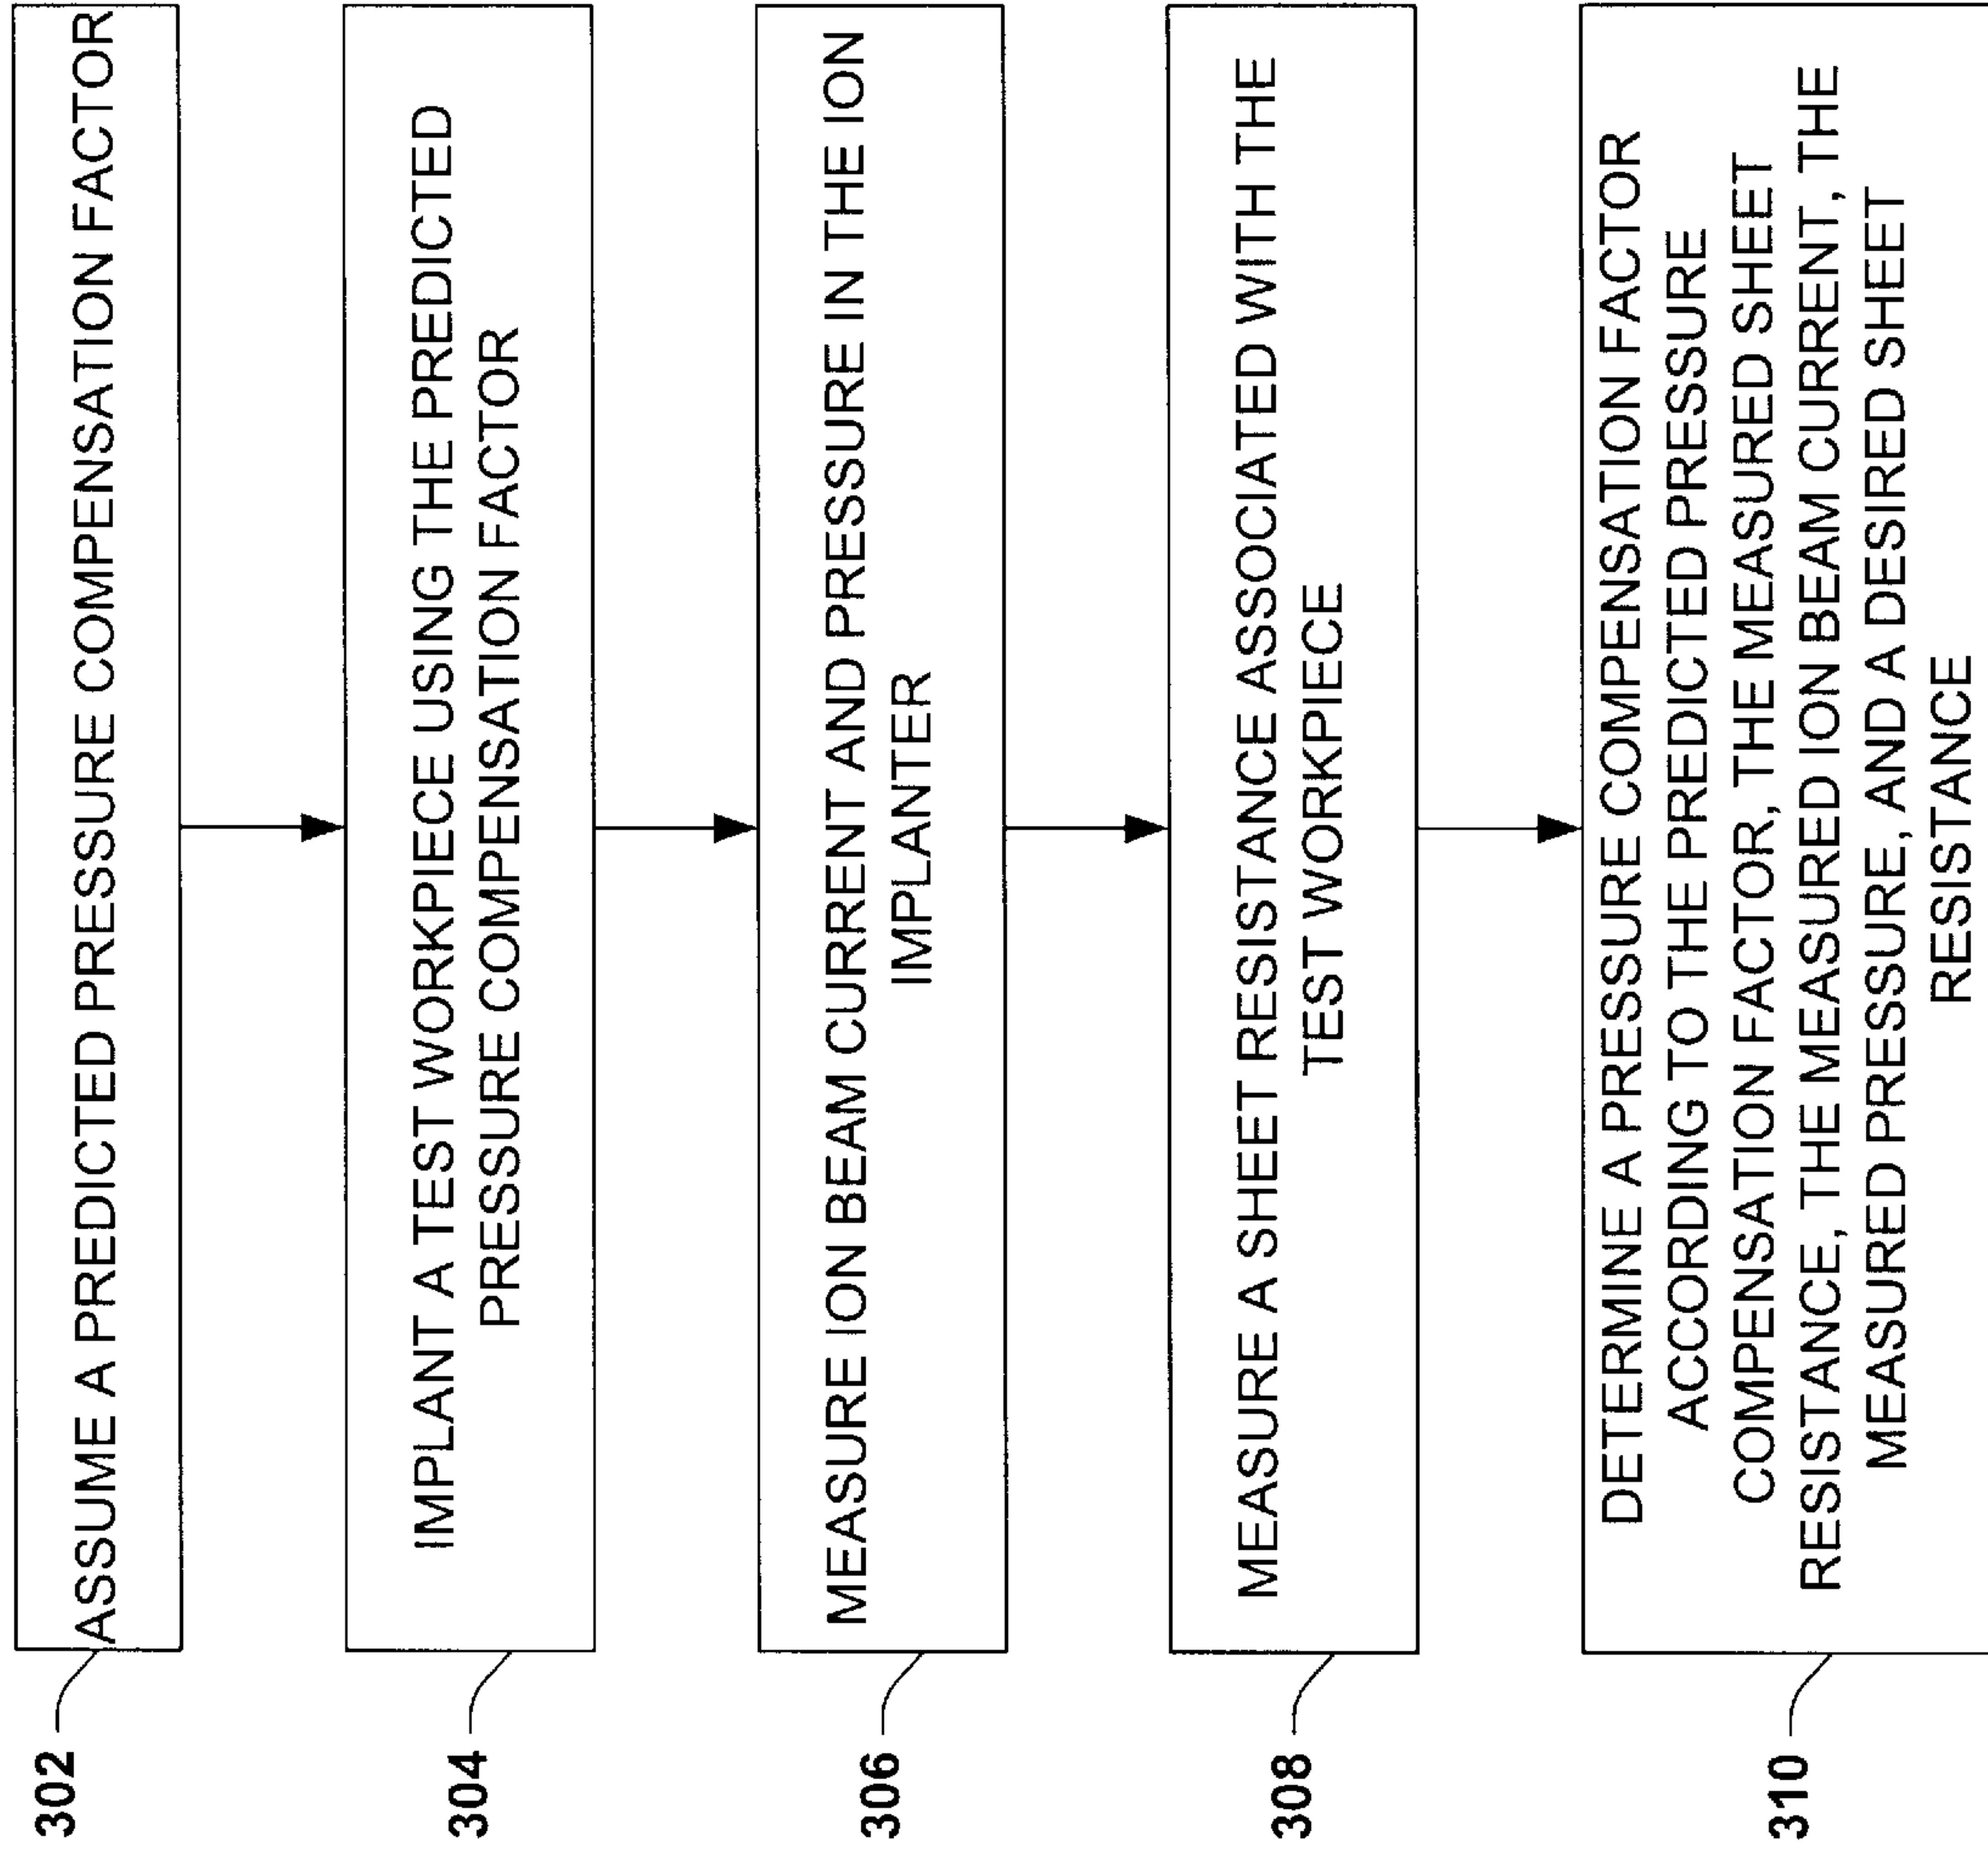 302
ASSUME A PREDICTED PRESSURE COMPENSATION FACTOR
304
IMPLANT A TEST WORKPIECE USING THE PREDICTED
PRESSURE COMPENSATION FACTOR
306
MEASURE ION BEAM CURRENT AND PRESSURE IN THE ION
IMPLANTER
308
MEASURE A SHEET RESISTANCE ASSOCIATED WITH THE
TEST WORKPIECE
310
DETERMINE A PRESSURE COMPENSATION FACTOR
ACCORDING TO THE PREDICTED PRESSURE
COMPENSATION FACTOR, THE MEASURED SHEET
RESISTANCE, THE MEASURED ION BEAM CURRENT, THE
MEASURED PRESSURE, AND A DESIRED SHEET
RESISTANCE